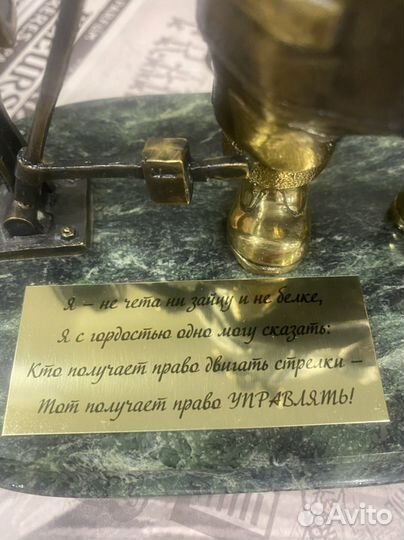 Я – не чета ни зайцу и не белке,
Я с гордостью одно могу сказать:
Кто получает право двигать стрелки –
Тот получает право УПРАВЛЯТЬ!
Avito